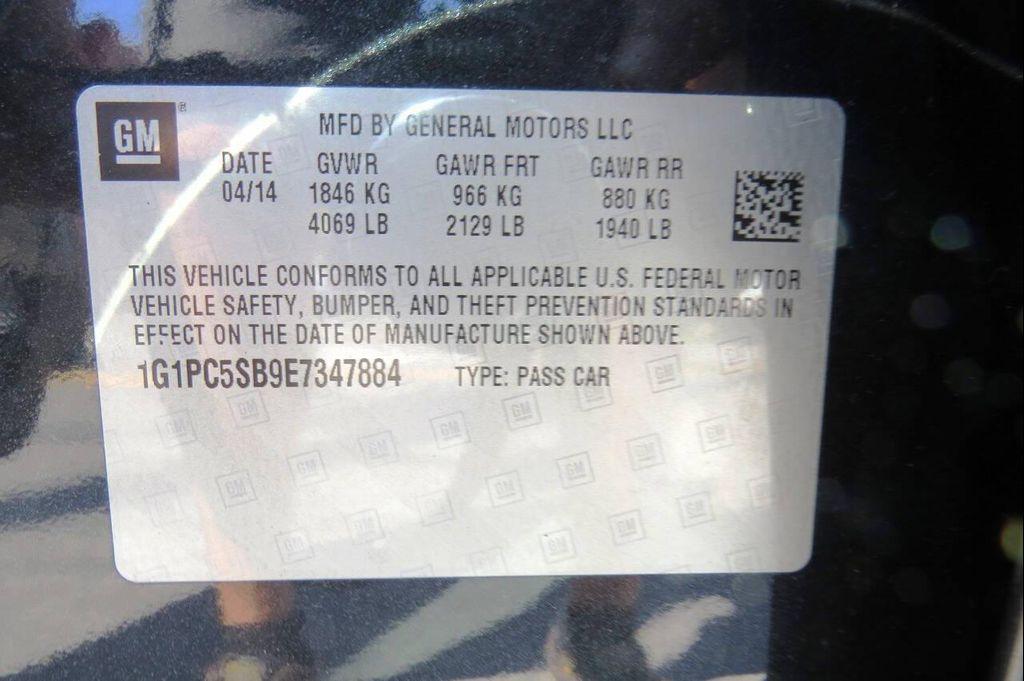 GM ®
MFD BY GENERAL MOTORS LLC
DATE GVWR GAWR FRT GAWR RR
04/14 1846 KG 966 KG 880 KG
4069 LB 2129 LB 1940 LB
THIS VEHICLE CONFORMS TO ALL APPLICABLE U.S. FEDERAL MOTOR
VEHICLE SAFETY, BUMPER, AND THEFT PREVENTION STANDARDS IN
EFFECT ON THE DATE OF MANUFACTURE SHOWN ABOVE.
1G1PC5SB9E7347884 TYPE: PASS CAR